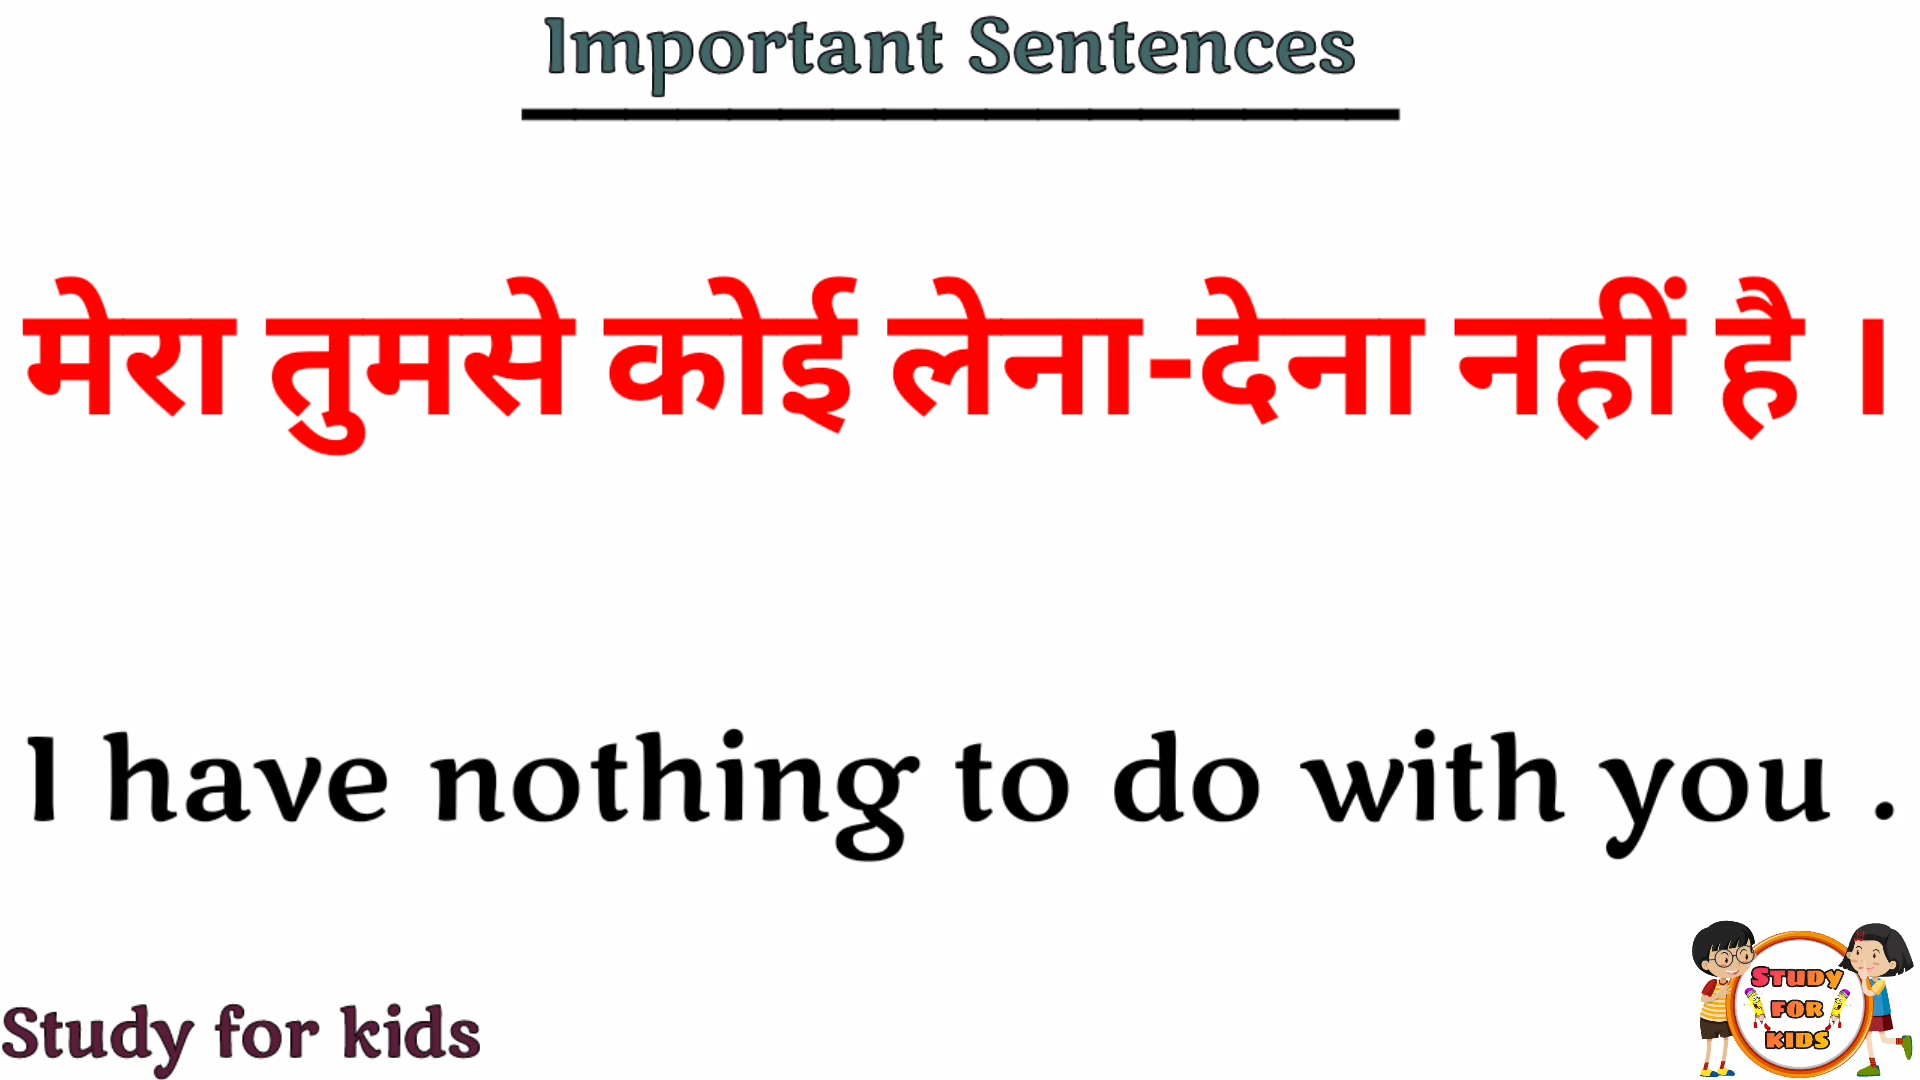 Important Sentences
मेरा तुमसे कोई लेना-देना नहीं है ।
I have nothing to do with you .
Study for kids
STUDY
FOR
KIDS